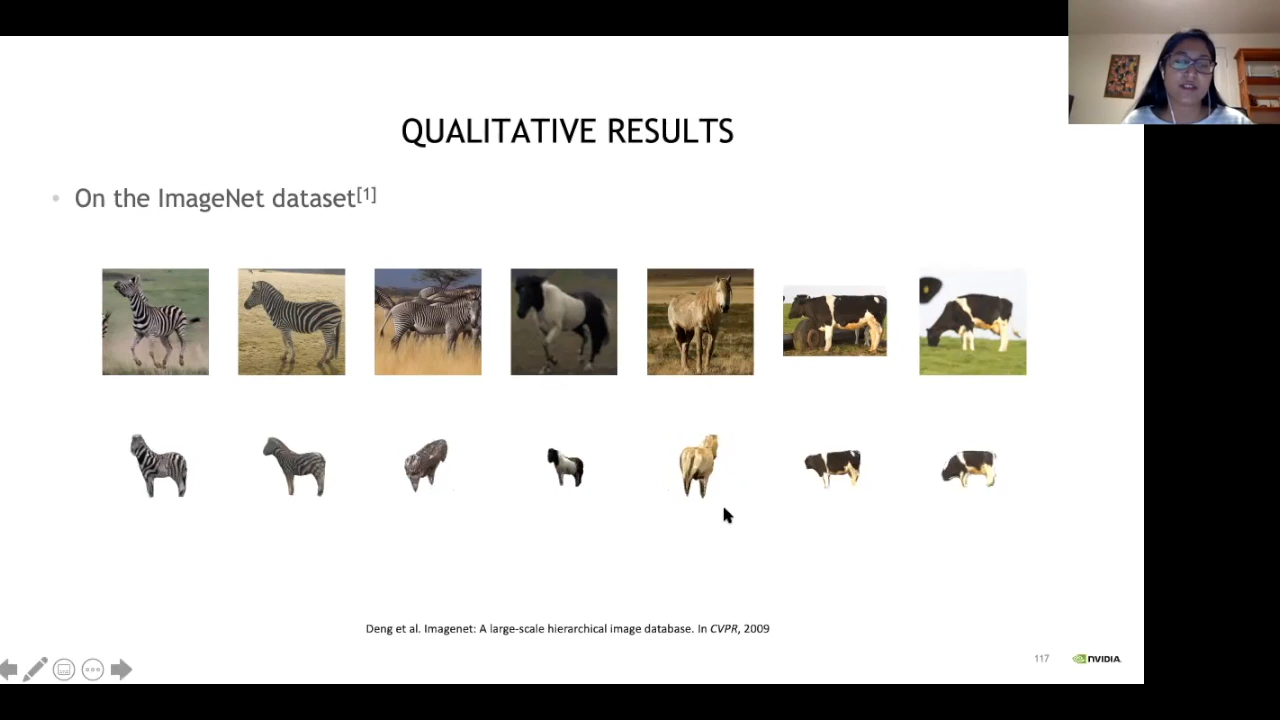 QUALITATIVE RESULTS
• On the ImageNet dataset[1]
Deng et al. Imagenet: A large-scale hierarchical image database. In CVPR, 2009
117
NVIDIA.